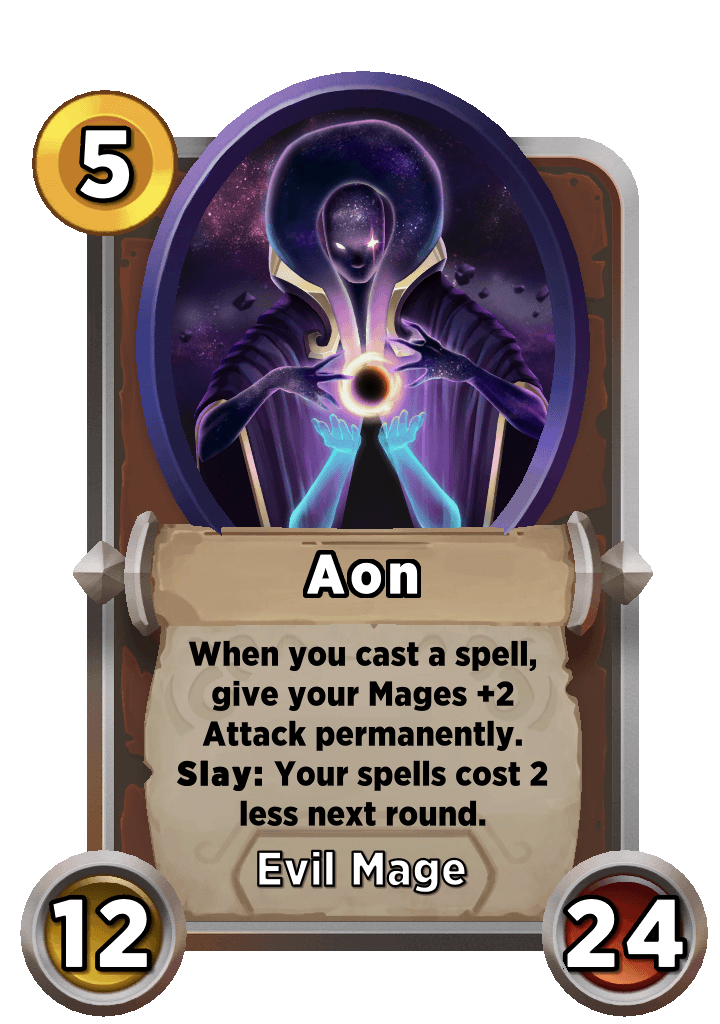 5
Aon
When you cast a spell,
give your Mages +2
Attack permanently.
Slay: Your spells cost 2
less next round.
Evil Mage
12
24